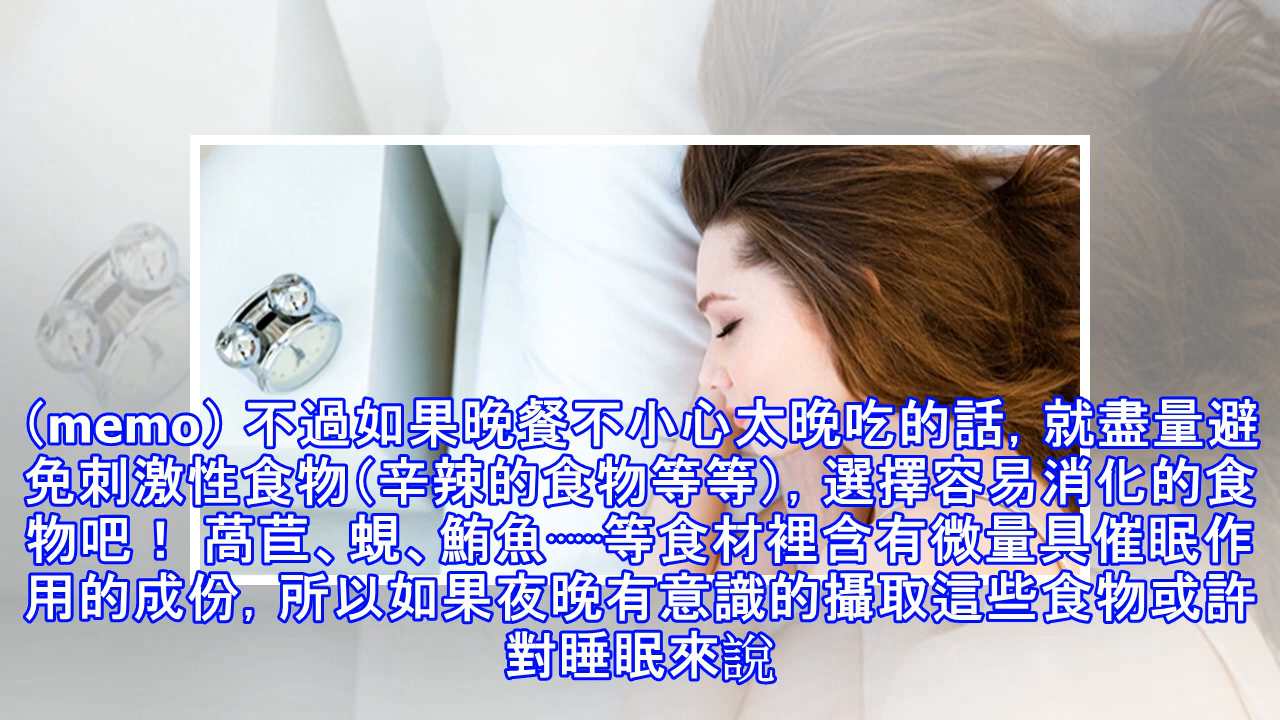 (memo) 不過如果晚餐不小心太晚吃的話, 就盡量避
免刺激性食物(辛辣的食物等等), 選擇容易消化的食
物吧! 萵苣、蜆、鮪魚……等食材裡含有微量具催眠作
用的成份, 所以如果夜晚有意識的攝取這些食物或許
對睡眠來說